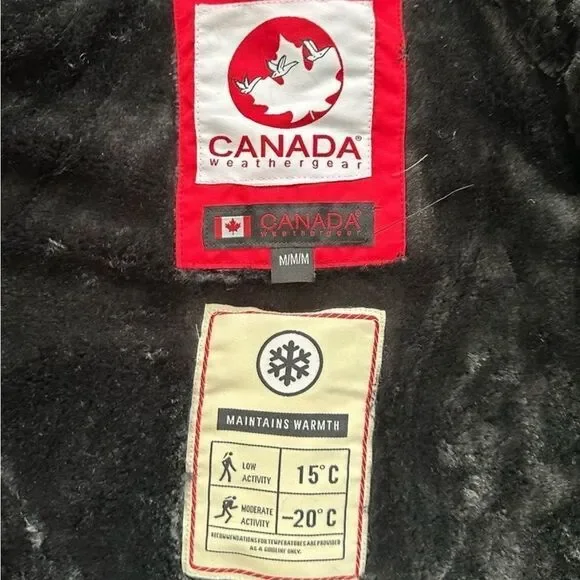 CANADA®
weathergear
CANADA®
weathergear
M/M/M
MAINTAINS WARMTH
LOW
ACTIVITY
15°C
MODERATE
ACTIVITY
-20°C
RECOMMENDATIONS FOR TEMPERATURES ARE PROVIDED
AS A GUIDLINE ONLY.